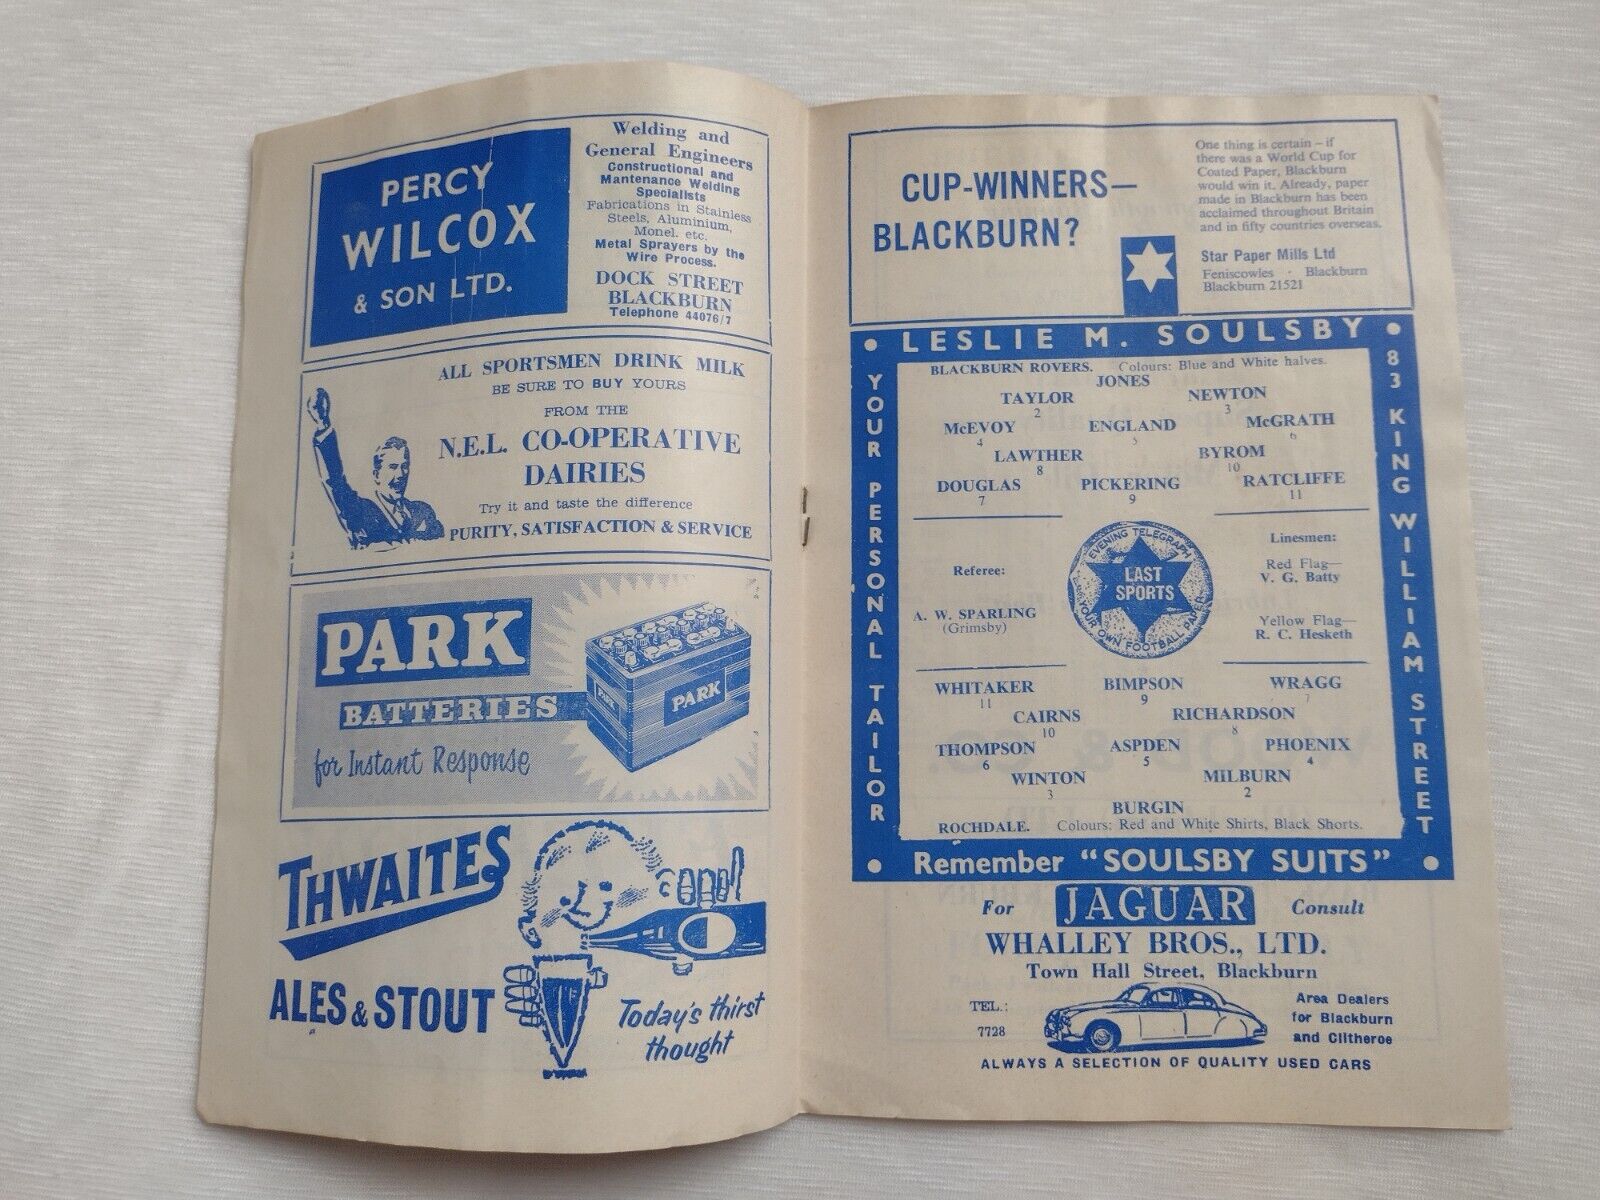 PERCY
WILCOX
& SON LTD.
Welding and
General Engineers
Constructional and
Mantenance Welding
Specialists
Fabrications in Stainless
Steels, Aluminium,
Monel. etc.
Metal Sprayers by the
Wire Process.
DOCK STREET
BLACKBURN
Telephone 44076/7
ALL SPORTSMEN DRINK MILK
BE SURE TO BUY YOURS
FROM THE
N.E.L. CO-OPERATIVE
DAIRIES
Try it and taste the difference
PURITY, SATISFACTION & SERVICE
PARK
BATTERIES
for Instant Response
PARK
PARK
THWAITES
ALES & STOUT
Today's thirst
thought
CUP-WINNERS—
BLACKBURN?
One thing is certain – if
there was a World Cup for
Coated Paper, Blackburn
would win it. Already, paper
made in Blackburn has been
acclaimed throughout Britain
and in fifty countries overseas.
Star Paper Mills Ltd
Feniscowles · Blackburn
Blackburn 21521
• LESLIE M. SOULSBY •
YOUR PERSONAL TAILOR
83 KING WILLIAM STREET
BLACKBURN ROVERS. Colours: Blue and White halves.
JONES
TAYLOR NEWTON
2 3
McEVOY ENGLAND McGRATH
4 5 6
LAWTHER BYROM
8 10
DOUGLAS PICKERING RATCLIFFE
7 9 11
Referee:
A. W. SPARLING
(Grimsby)
EVENING TELEGRAPH
LAST
SPORTS
YOUR OWN FOOTBALL PAPER
Linesmen:
Red Flag—
V. G. Batty
Yellow Flag—
R. C. Hesketh
WHITAKER BIMPSON WRAGG
11 9 7
CAIRNS RICHARDSON
10 8
THOMPSON ASPDEN PHOENIX
6 5 4
WINTON MILBURN
3 2
BURGIN
ROCHDALE. Colours: Red and White Shirts, Black Shorts.
• Remember "SOULSBY SUITS" •
For JAGUAR Consult
WHALLEY BROS., LTD.
Town Hall Street, Blackburn
TEL.:
7728
Area Dealers
for Blackburn
and Clitheroe
ALWAYS A SELECTION OF QUALITY USED CARS